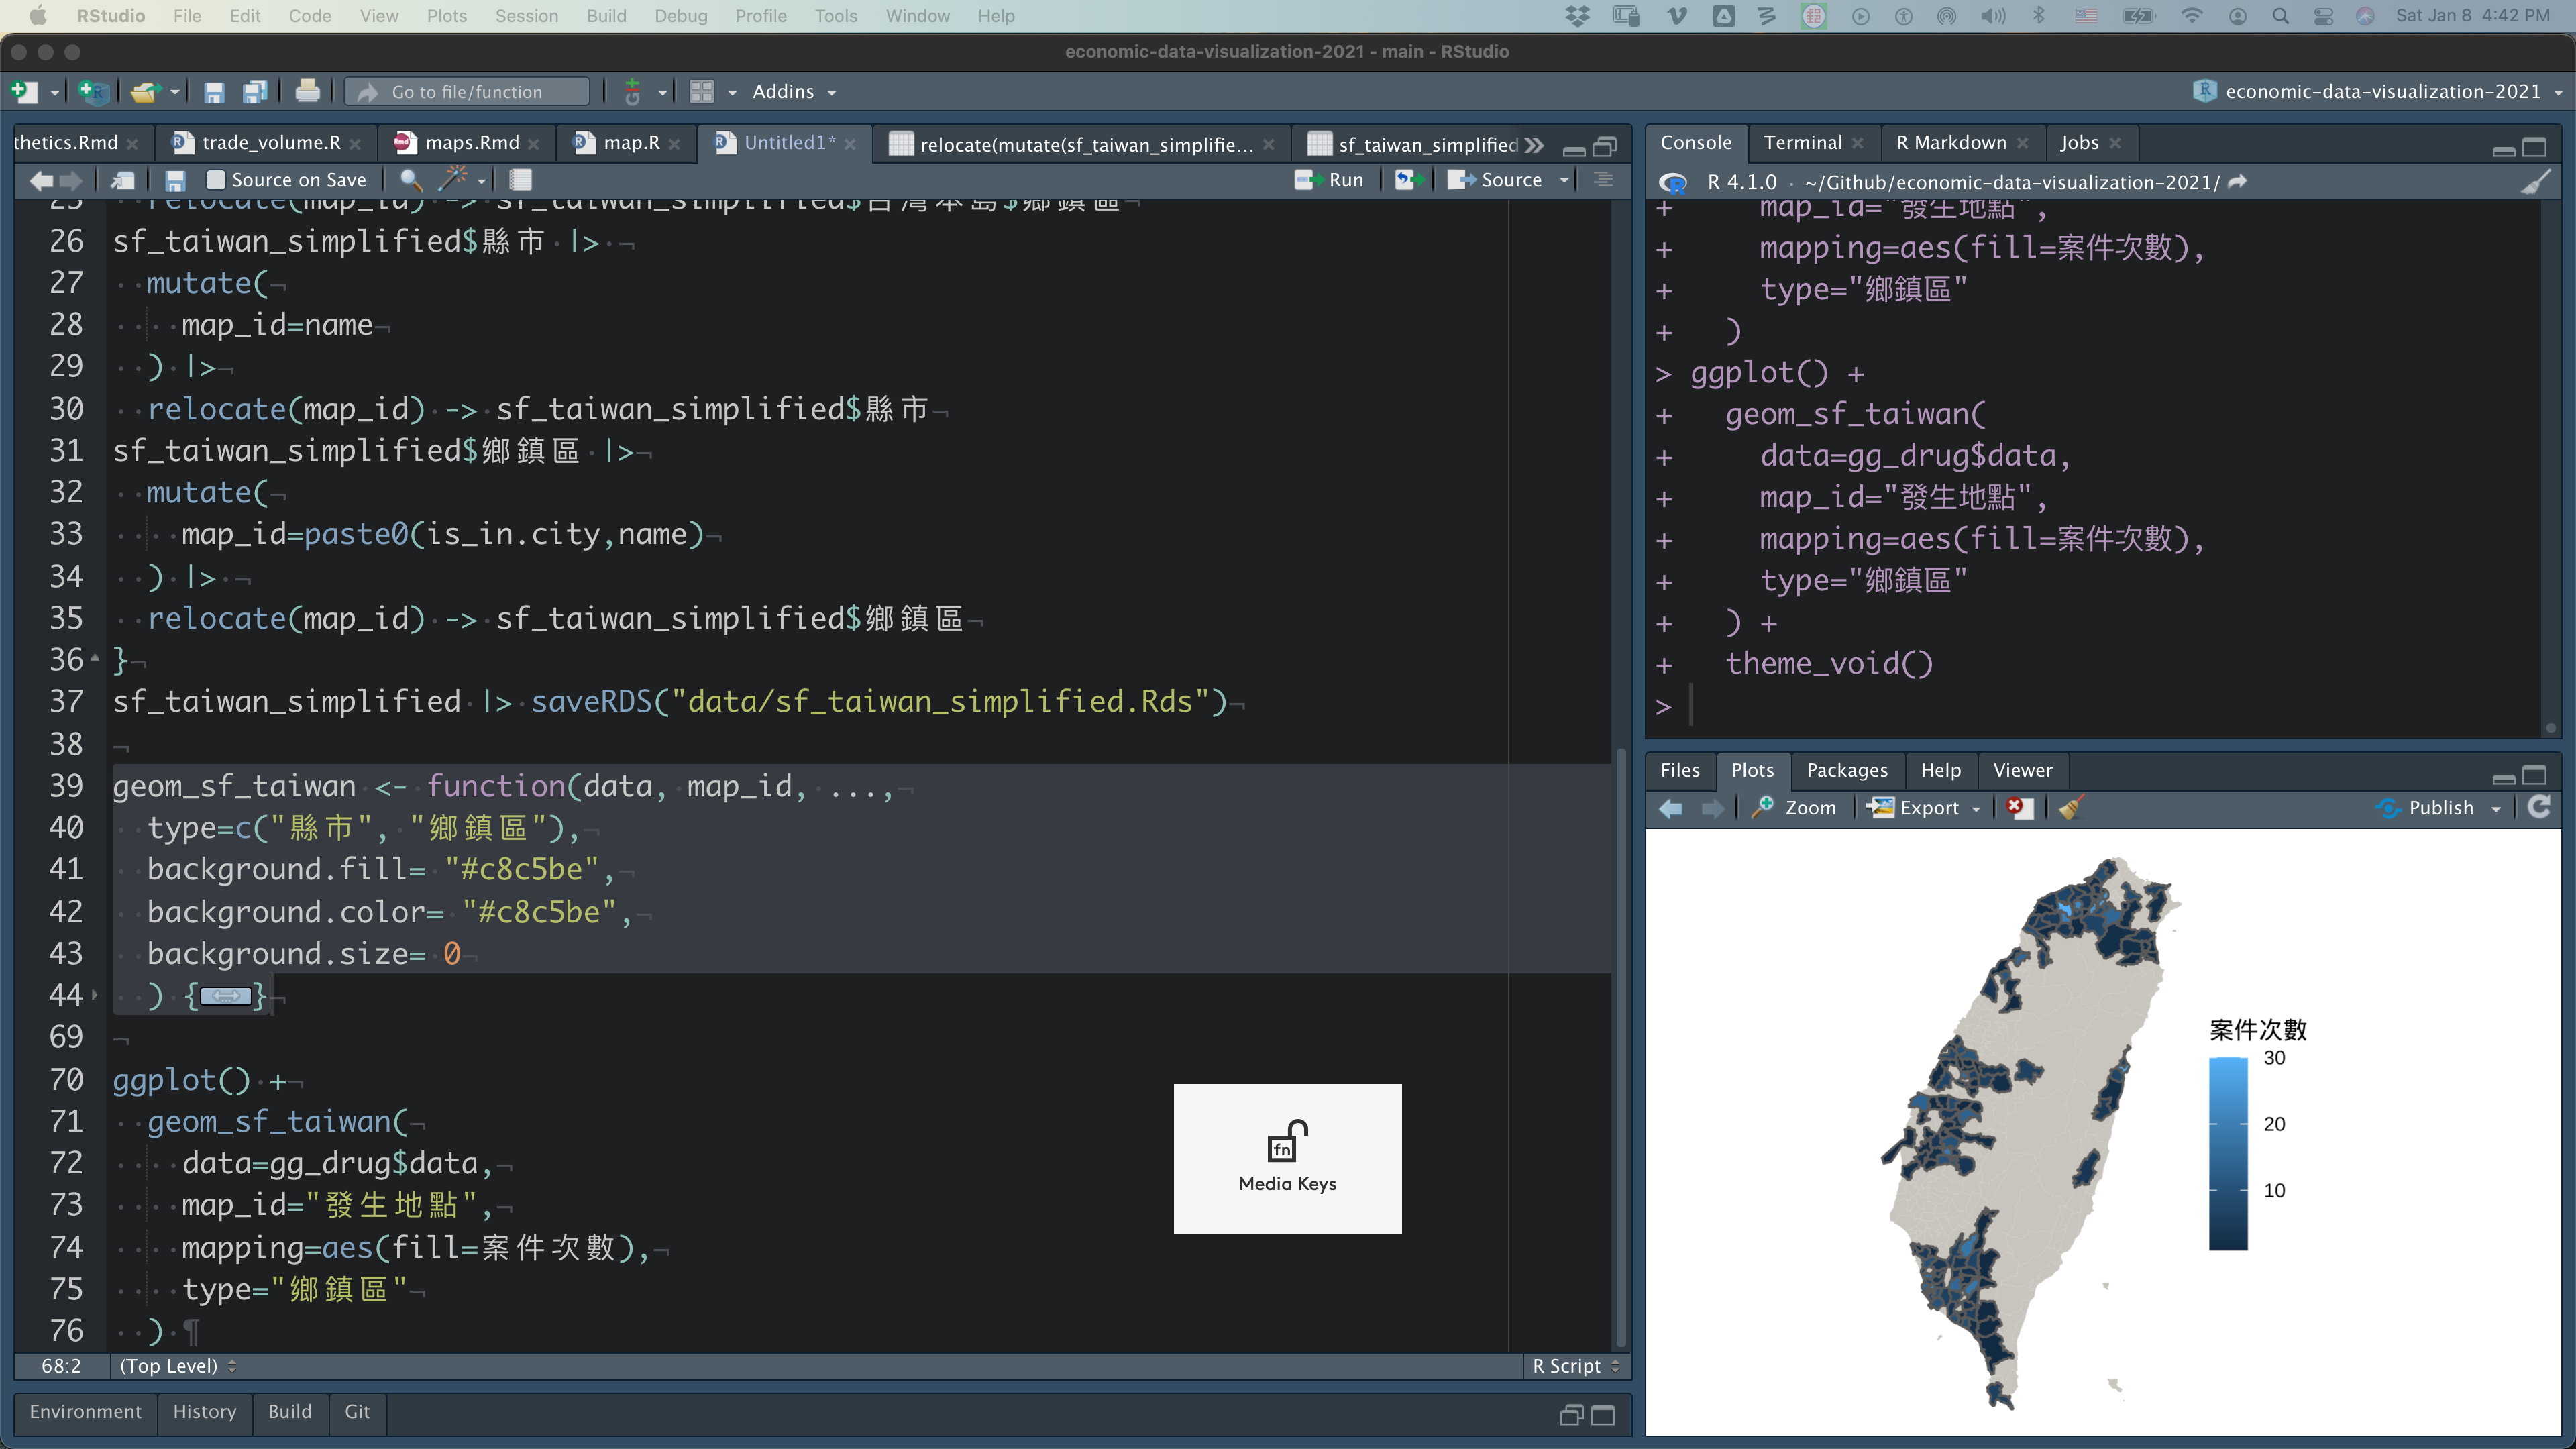 RStudio File Edit Code View Plots Session Build Debug Profile Tools Window Help Sat Jan 8 4:42 PM
economic-data-visualization-2021 - main - RStudio
Go to file/function Addins economic-data-visualization-2021
thetics.Rmd trade_volume.R maps.Rmd map.R Untitled1* relocate(mutate(sf_taiwan_simplifie... sf_taiwan_simplified
Source on Save Run Source
25 relocate(map_id) -> sf_taiwan_simplified$台灣本島$鄉鎮區
26 sf_taiwan_simplified$縣市 |>
27 mutate(
28 map_id=name
29 ) |>
30 relocate(map_id) -> sf_taiwan_simplified$縣市
31 sf_taiwan_simplified$鄉鎮區 |>
32 mutate(
33 map_id=paste0(is_in.city,name)
34 ) |>
35 relocate(map_id) -> sf_taiwan_simplified$鄉鎮區
36 }
37 sf_taiwan_simplified |> saveRDS("data/sf_taiwan_simplified.Rds")
38
39 geom_sf_taiwan <- function(data, map_id, ...,
40 type=c("縣市", "鄉鎮區"),
41 background.fill= "#c8c5be",
42 background.color= "#c8c5be",
43 background.size= 0
44 ) {}
69
70 ggplot() +
71 geom_sf_taiwan(
72 data=gg_drug$data,
73 map_id="發生地點",
74 mapping=aes(fill=案件次數),
75 type="鄉鎮區"
76 )
fn
Media Keys
68:2 (Top Level) R Script
Environment History Build Git
Console Terminal R Markdown Jobs
R 4.1.0 · ~/Github/economic-data-visualization-2021/
+ map_id="發生地點",
+ mapping=aes(fill=案件次數),
+ type="鄉鎮區"
+ )
> ggplot() +
+ geom_sf_taiwan(
+ data=gg_drug$data,
+ map_id="發生地點",
+ mapping=aes(fill=案件次數),
+ type="鄉鎮區"
+ ) +
+ theme_void()
>
Files Plots Packages Help Viewer
Zoom Export Publish
案件次數
30
20
10